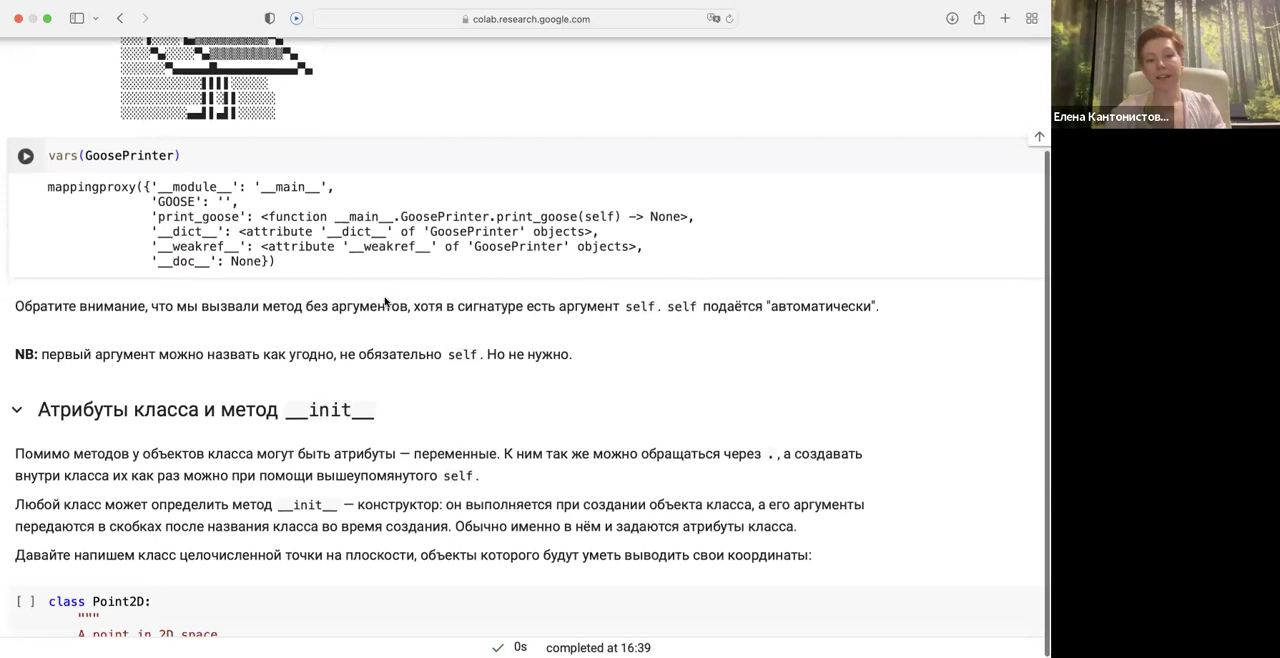 colab.research.google.com
Елена Кантонистов...
vars(GoosePrinter)
mappingproxy({'__module__': '__main__',
'GOOSE': '',
'print_goose': <function __main__.GoosePrinter.print_goose(self) -> None>,
'__dict__': <attribute '__dict__' of 'GoosePrinter' objects>,
'__weakref__': <attribute '__weakref__' of 'GoosePrinter' objects>,
'__doc__': None})
Обратите внимание, что мы вызвали метод без аргументов, хотя в сигнатуре есть аргумент self. self подаётся "автоматически".
NB: первый аргумент можно назвать как угодно, не обязательно self. Но не нужно.
Атрибуты класса и метод __init__
Помимо методов у объектов класса могут быть атрибуты — переменные. К ним так же можно обращаться через ., а создавать
внутри класса их как раз можно при помощи вышеупомянутого self.
Любой класс может определить метод __init__ — конструктор: он выполняется при создании объекта класса, а его аргументы
передаются в скобках после названия класса во время создания. Обычно именно в нём и задаются атрибуты класса.
Давайте напишем класс целочисленной точки на плоскости, объекты которого будут уметь выводить свои координаты:
[ ] class Point2D:
"""
A point in 2D space
0s completed at 16:39